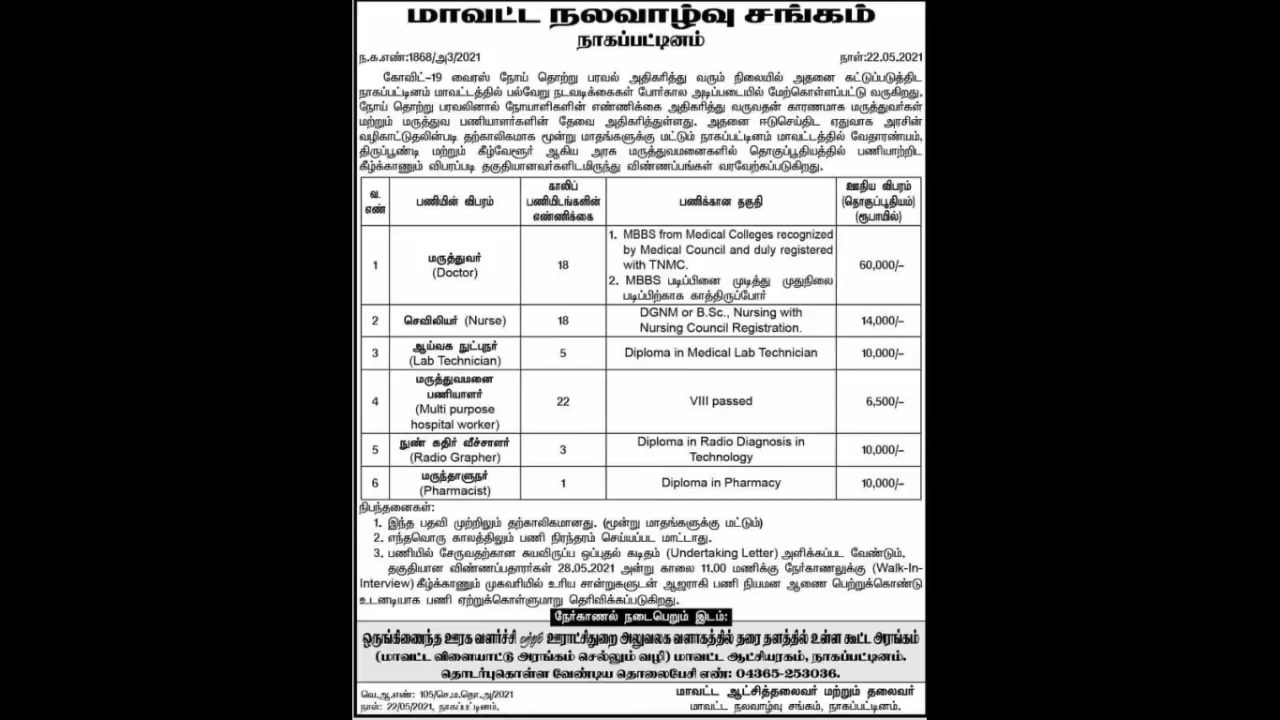 மாவட்ட நலவாழ்வு சங்கம்
நாகப்பட்டினம்
ந.க.எண்:1868/அ3/2021 நாள்:22.05.2021
கோவிட்-19 வைரஸ் நோய் தொற்று பரவல் அதிகரித்து வரும் நிலையில் அதனை கட்டுப்படுத்திட
நாகப்பட்டினம் மாவட்டத்தில் பல்வேறு நடவடிக்கைகள் போர்கால அடிப்படையில் மேற்கொள்ளப்பட்டு வருகிறது,
நோய் தொற்று பரவலினால் நோயாளிகளின் எண்ணிக்கை அதிகரித்து வருவதன் காரணமாக மருத்துவர்கள்
மற்றும் மருத்துவ பணியாளர்களின் தேவை அதிகரித்துள்ளது. அதனை ஈடுசெய்திட ஏதுவாக அரசின்
வழிகாட்டுதலின்படி தற்காலிகமாக மூன்று மாதங்களுக்கு மட்டும் நாகப்பட்டினம் மாவட்டத்தில் வேதாரண்யம்,
திருப்பூண்டி மற்றும் கீழ்வேளூர் ஆகிய அரசு மருத்துவமனைகளில் தொகுப்பூதியத்தில் பணியாற்றிட
கீழ்க்காணும் விபரப்படி தகுதியானவர்களிடமிருந்து விண்ணப்பங்கள் வரவேற்கப்படுகிறது.
வ. எண் பணியின் விபரம் காலிப் பணியிடங்களின் எண்ணிக்கை பணிக்கான தகுதி ஊதிய விபரம் (தொகுப்பூதியம்) (ரூபாயில்)
1 மருத்துவர் (Doctor) 18 1. MBBS from Medical Colleges recognized
by Medical Council and duly registered
with TNMC.
2. MBBS படிப்பினை முடித்து முதுநிலை
படிப்பிற்காக காத்திருப்போர் 60,000/-
2 செவிலியர் (Nurse) 18 DGNM or B.Sc., Nursing with
Nursing Council Registration. 14,000/-
3 ஆய்வக நுட்புநர்
(Lab Technician) 5 Diploma in Medical Lab Technician 10,000/-
4 மருத்துவமனை
பணியாளர்
(Multi purpose
hospital worker) 22 VIII passed 6,500/-
5 நுண் கதிர் வீச்சாளர்
(Radio Grapher) 3 Diploma in Radio Diagnosis in
Technology 10,000/-
6 மருந்தாளுநர்
(Pharmacist) 1 Diploma in Pharmacy 10,000/-
நிபந்தனைகள்:
1. இந்த பதவி முற்றிலும் தற்காலிகமானது. (மூன்று மாதங்களுக்கு மட்டும்)
2. எந்தவொரு காலத்திலும் பணி நிரந்தரம் செய்யப்பட மாட்டாது.
3. பணியில் சேருவதற்கான சுயவிருப்ப ஒப்புதல் கடிதம் (Undertaking Letter) அளிக்கப்பட வேண்டும்.
தகுதியான விண்ணப்பதாரர்கள் 28.05.2021 அன்று காலை 11.00 மணிக்கு நேர்காணலுக்கு (Walk-In-
Interview) கீழ்க்காணும் முகவரியில் உரிய சான்றுகளுடன் ஆஜராகி பணி நியமன ஆணை பெற்றுக்கொண்டு
உடனடியாக பணி ஏற்றுக்கொள்ளுமாறு தெரிவிக்கப்படுகிறது.
நேர்காணல் நடைபெறும் இடம்:
ஒருங்கிணைந்த ஊரக வளர்ச்சி மற்றும் ஊராட்சிதுறை அலுவலக வளாகத்தில் தரை தளத்தில் உள்ள கூட்ட அரங்கம்
(மாவட்ட விளையாட்டு அரங்கம் செல்லும் வழி) மாவட்ட ஆட்சியரகம், நாகப்பட்டினம்.
தொடர்புகொள்ள வேண்டிய தொலைபேசி எண்: 04365-253036.
வெ.ஆ.எண்: 105/செ.ம.தொ.அ/2021 மாவட்ட ஆட்சித்தலைவர் மற்றும் தலைவர்
நாள்: 22/05/2021, நாகப்பட்டினம். மாவட்ட நலவாழ்வு சங்கம், நாகப்பட்டினம்.